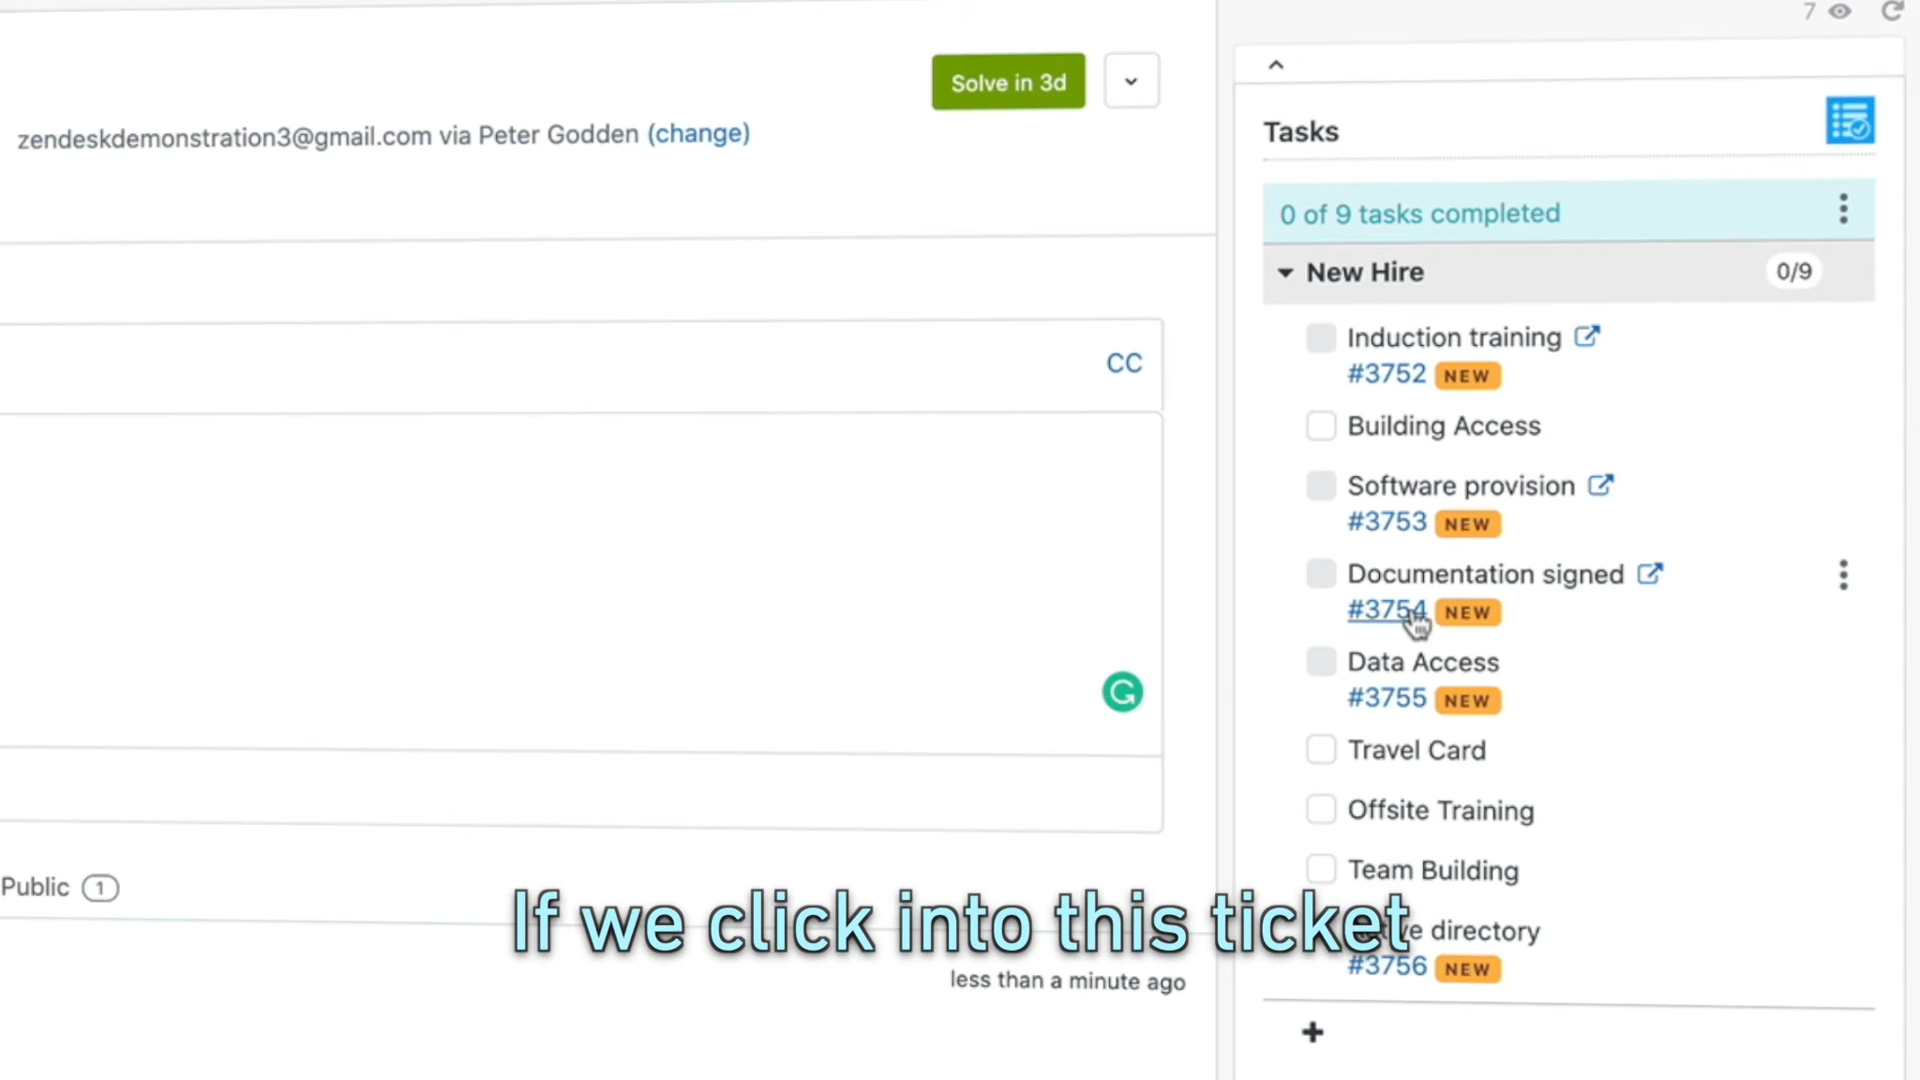 7
Solve in 3d
zendeskdemonstration3@gmail.com via Peter Godden (change)
CC
Public 1
less than a minute ago
Tasks
0 of 9 tasks completed
New Hire 0/9
Induction training
#3752 NEW
Building Access
Software provision
#3753 NEW
Documentation signed
#3754 NEW
Data Access
#3755 NEW
Travel Card
Offsite Training
Team Building
directory
#3756 NEW
If we click into this ticket